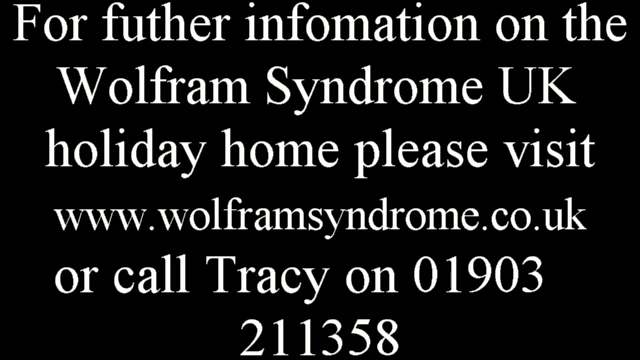 For futher infomation on the
Wolfram Syndrome UK
holiday home please visit
www.wolframsyndrome.co.uk
or call Tracy on 01903
211358